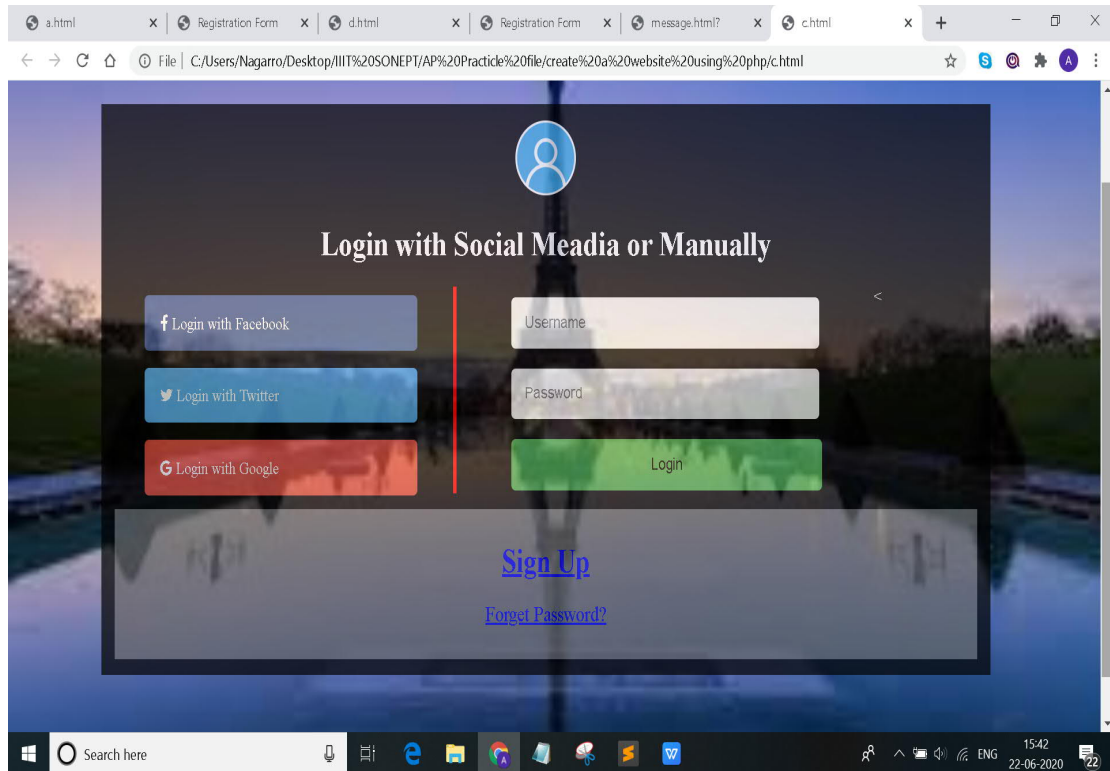 a.html
Registration Form
d.html
Registration Form
message.html?
c.html
File
C:/Users/Nagarro/Desktop/IIIT%20SONEPT/AP%20Practicle%20file/create%20a%20website%20using%20php/c.html
S
A
Login with Social Meadia or Manually
<
Login with Facebook
Username
Login with Twitter
Password
G Login with Google
Login
Sign Up
Forget Password?
Search here
ENG
15:42
22-06-2020
22